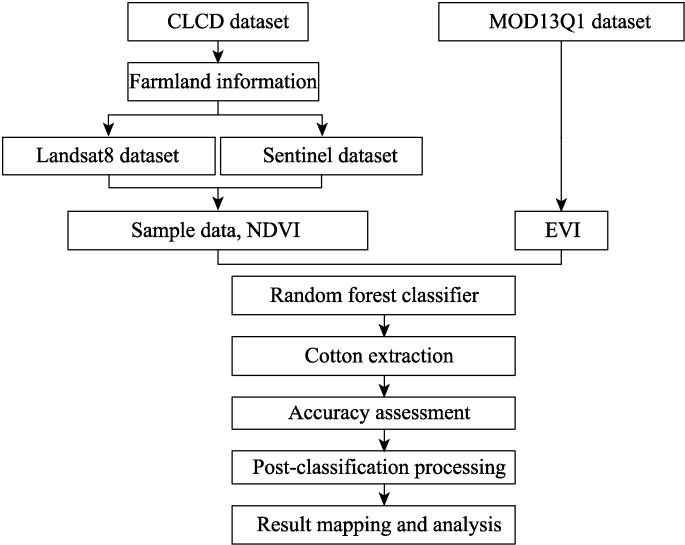 CLCD dataset
MOD13Q1 dataset
Farmland information
Landsat8 dataset
Sentinel dataset
Sample data, NDVI
EVI
Random forest classifier
Cotton extraction
Accuracy assessment
Post-classification processing
Result mapping and analysis